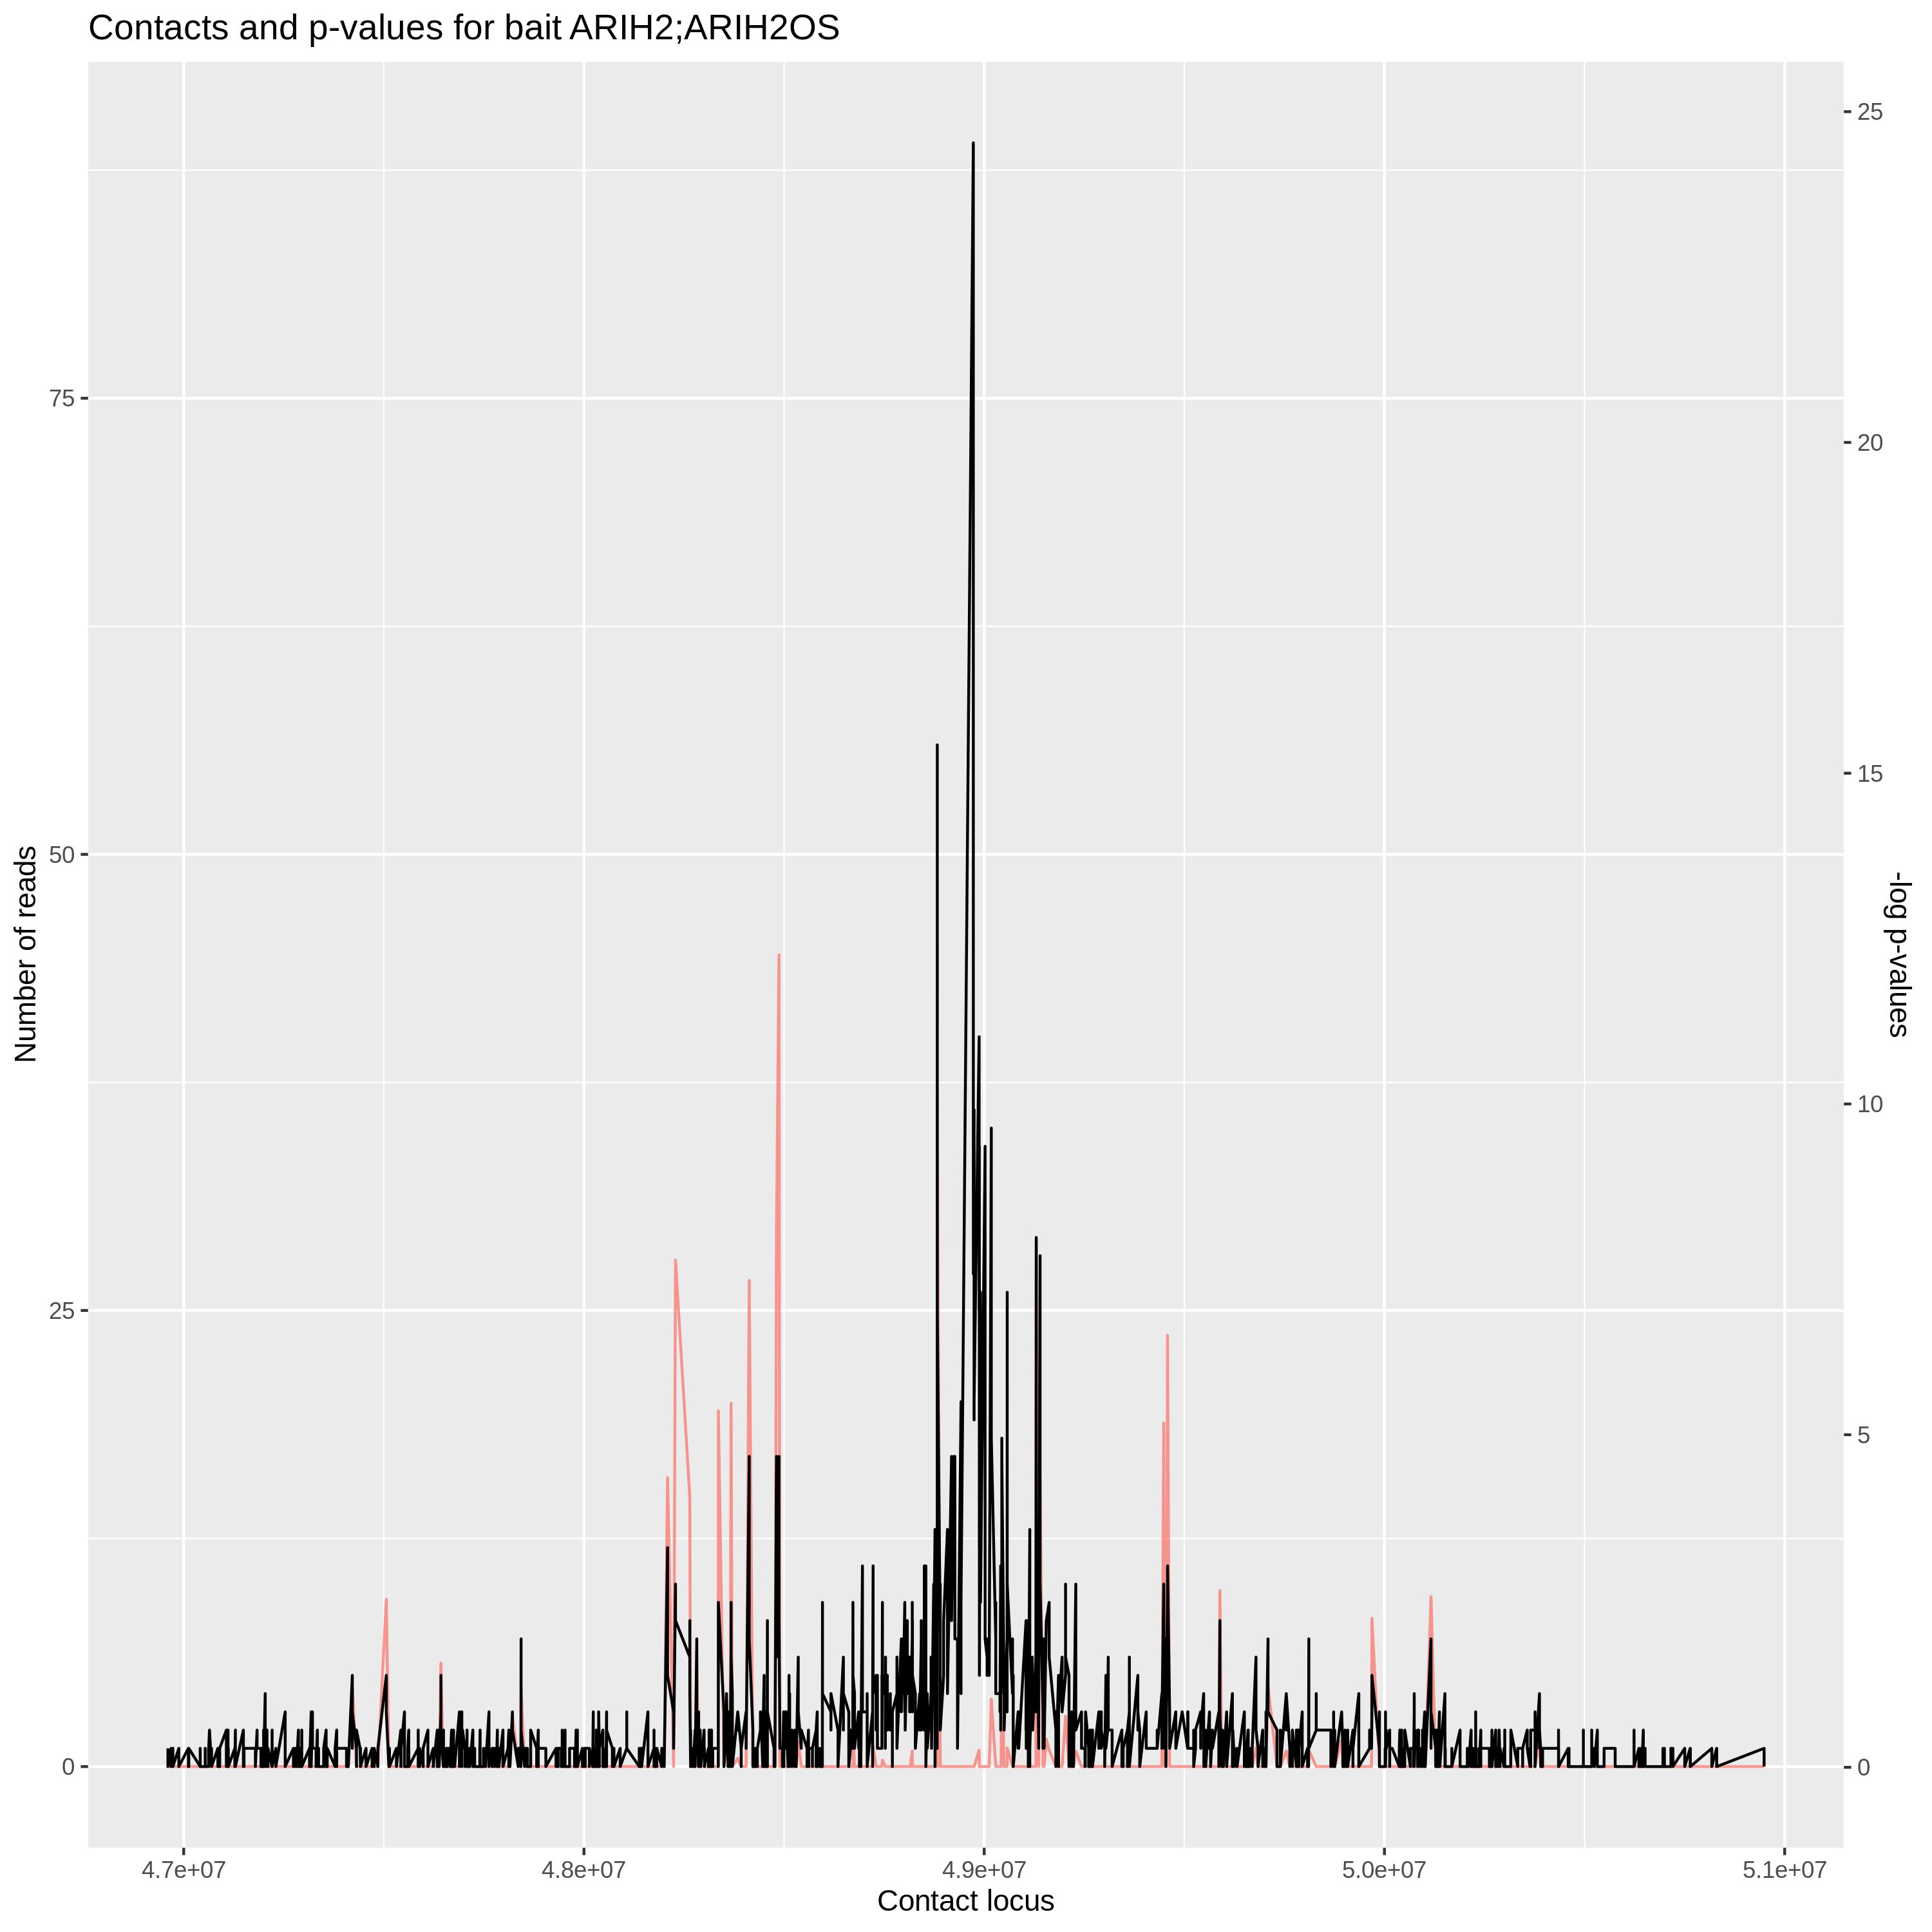 Contacts and p-values for bait ARIH2;ARIH2OS
25
75
20
15
50
Number of reads
-log p-values
10
25
5
0
0
4.7e+07
4.8e+07
4.9e+07
5.0e+07
5.1e+07
Contact locus